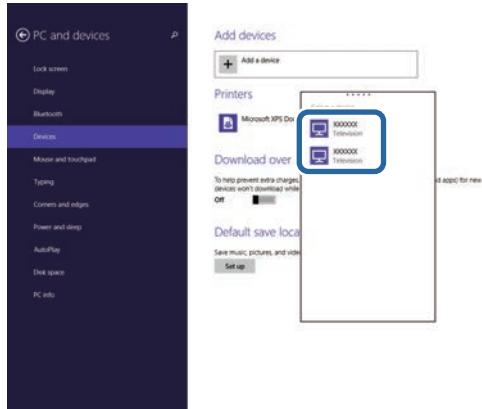 PC and devices
Lock screen
Display
Bluetooth
Devices
Mouse and touchpad
Typing
Corners and edges
Power and sleep
AutoPlay
Disk space
PC info
Add devices
Add a device
Printers
Microsoft XPS Do
XXXXXX
Television
XXXXXX
Television
Download over
To help prevent extra charges,
d apps) for new
devices won't download while
Off
Default save loca
Save music, pictures, and vide
Set up